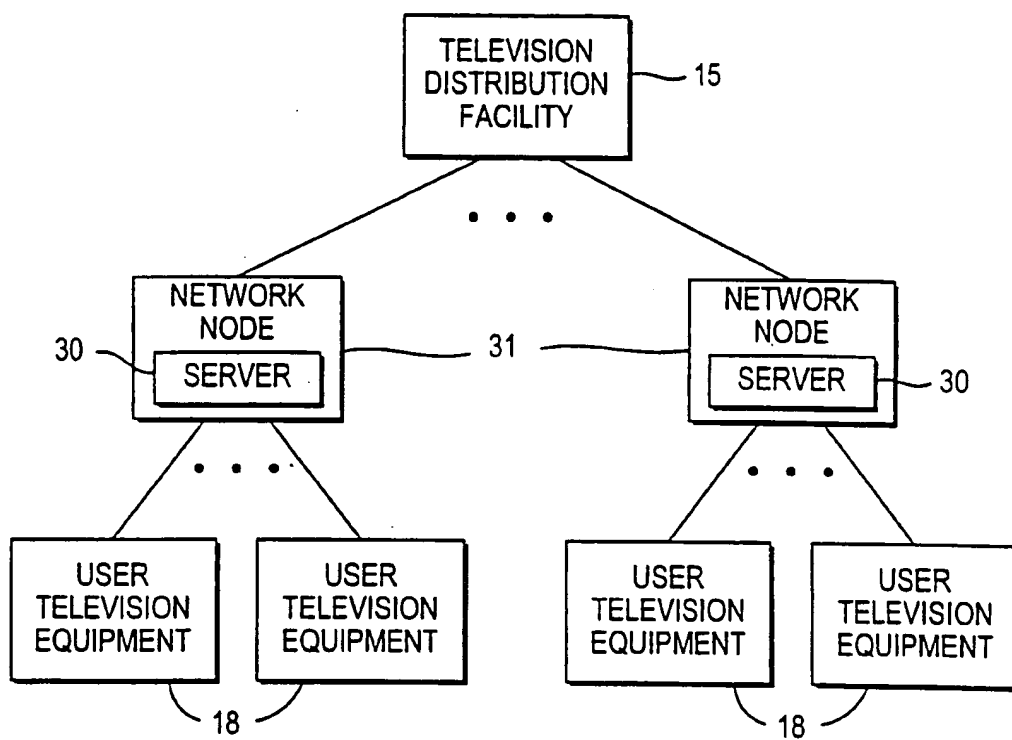 TELEVISION
DISTRIBUTION
FACILITY
15
NETWORK
NODE
30
SERVER
31
NETWORK
NODE
SERVER
30
USER
TELEVISION
EQUIPMENT
USER
TELEVISION
EQUIPMENT
18
USER
TELEVISION
EQUIPMENT
USER
TELEVISION
EQUIPMENT
18